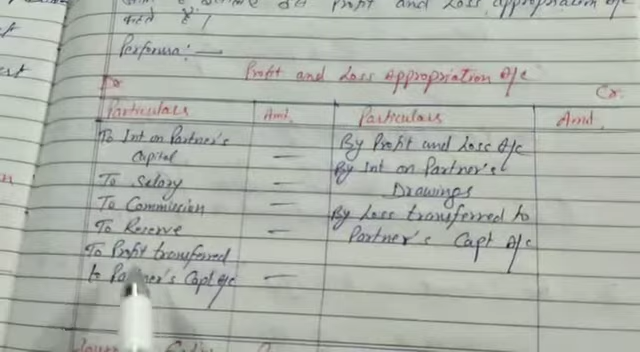 Profit and Loss appropriation A/c
करते हैं।
Performa:-
Profit and Loss Appropriation A/c
Dr Cr.
Particulars Amt. Particulars Amt.
To Int on Partner's By Profit and Loss A/c
Capital — By Int on Partner's
To Salary — Drawings
To Commission — By Loss transferred to
To Reserve — Partner's Capt A/c
To Profit transferred
to Partner's Capt A/c —